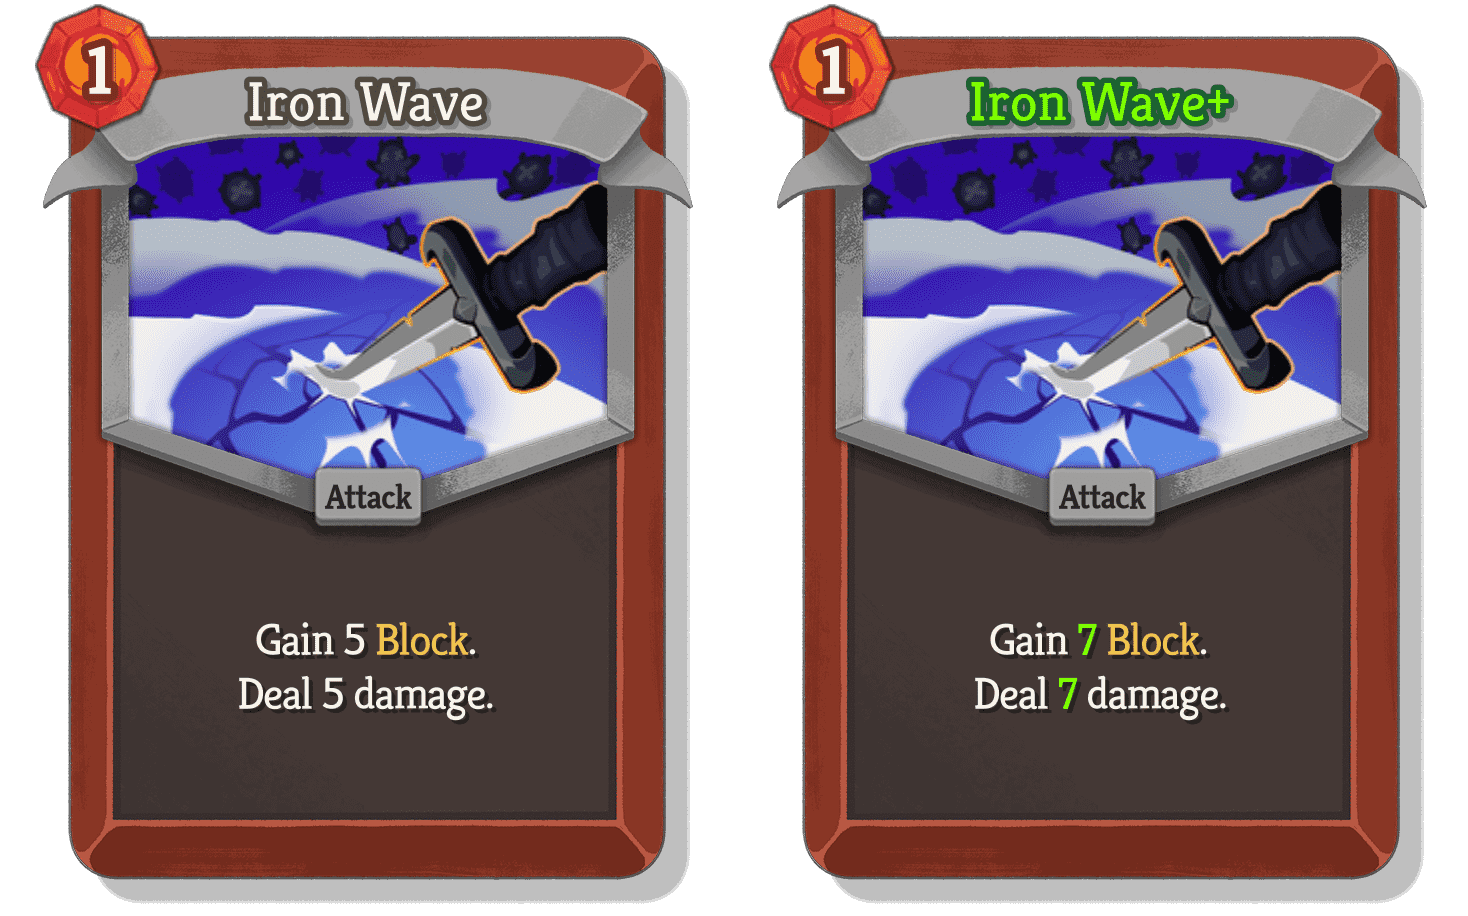 1
Iron Wave
Attack
Gain 5 Block.
Deal 5 damage.
1
Iron Wave+
Attack
Gain 7 Block.
Deal 7 damage.